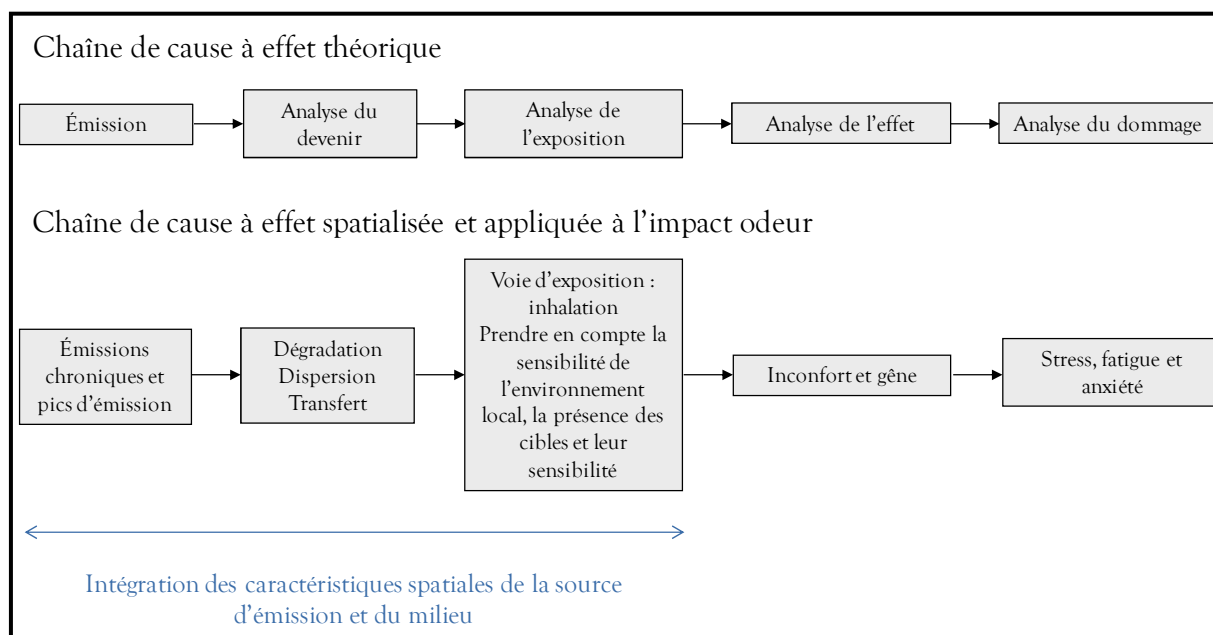 Chaîne de cause à effet théorique
Émission
Analyse du
devenir
Analyse de
l'exposition
Analyse de l'effet
Analyse du dommage
Chaîne de cause à effet spatialisée et appliquée à l'impact odeur
Émissions
chroniques et
pics d'émission
Dégradation
Dispersion
Transfert
Voie d'exposition :
inhalation
Prendre en compte la
sensibilité de
l'environnement
local, la présence des
cibles et leur
sensibilité
Inconfort et gêne
Stress, fatigue et
anxiété
Intégration des caractéristiques spatiales de la source
d'émission et du milieu